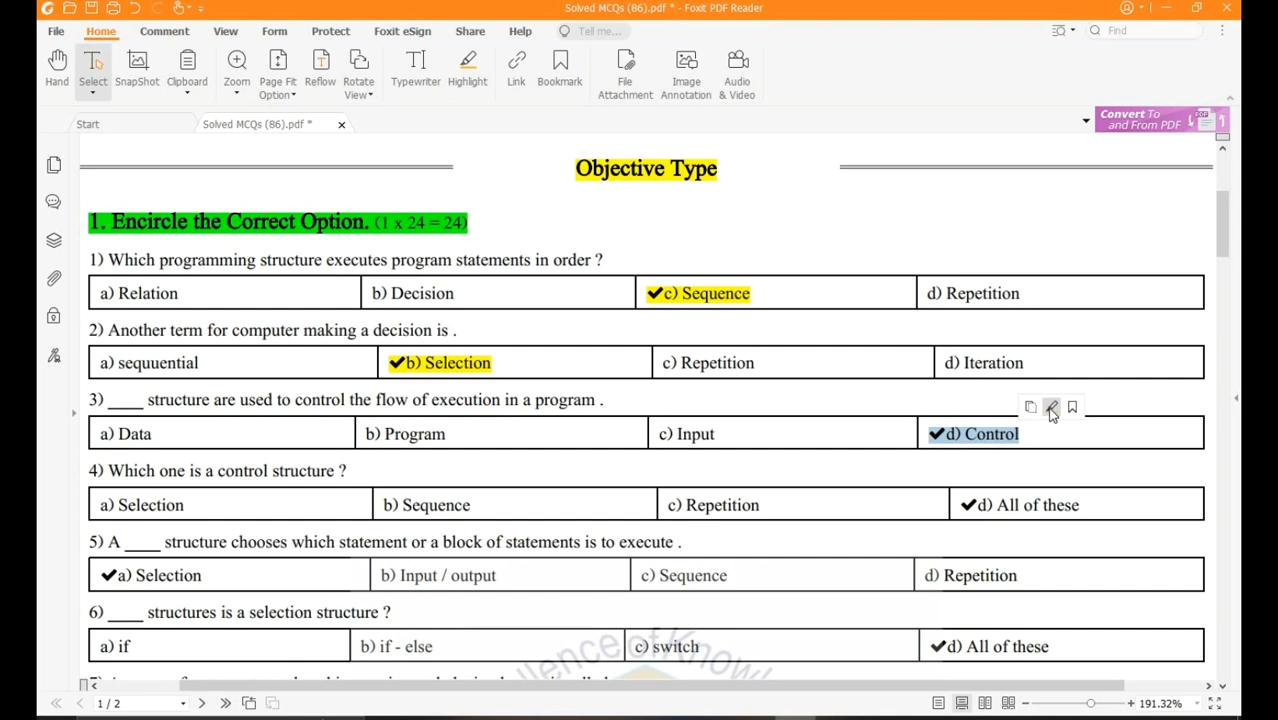 Solved MCQs (86).pdf * - Foxit PDF Reader
File Home Comment View Form Protect Foxit eSign Share Help Tell me... Find
Hand Select SnapShot Clipboard Zoom Page Fit Option Reflow Rotate View Typewriter Highlight Link Bookmark File Attachment Image Annotation Audio & Video
Start Solved MCQs (86).pdf * Convert To and From PDF
Objective Type
1. Encircle the Correct Option. (1 x 24 = 24)
1) Which programming structure executes program statements in order ?
a) Relation b) Decision ✔c) Sequence d) Repetition
2) Another term for computer making a decision is .
a) sequuential ✔b) Selection c) Repetition d) Iteration
3) ____ structure are used to control the flow of execution in a program .
a) Data b) Program c) Input ✔d) Control
4) Which one is a control structure ?
a) Selection b) Sequence c) Repetition ✔d) All of these
5) A ____ structure chooses which statement or a block of statements is to execute .
✔a) Selection b) Input / output c) Sequence d) Repetition
6) ____ structures is a selection structure ?
a) if b) if - else c) switch ✔d) All of these
1 / 2 191.32%